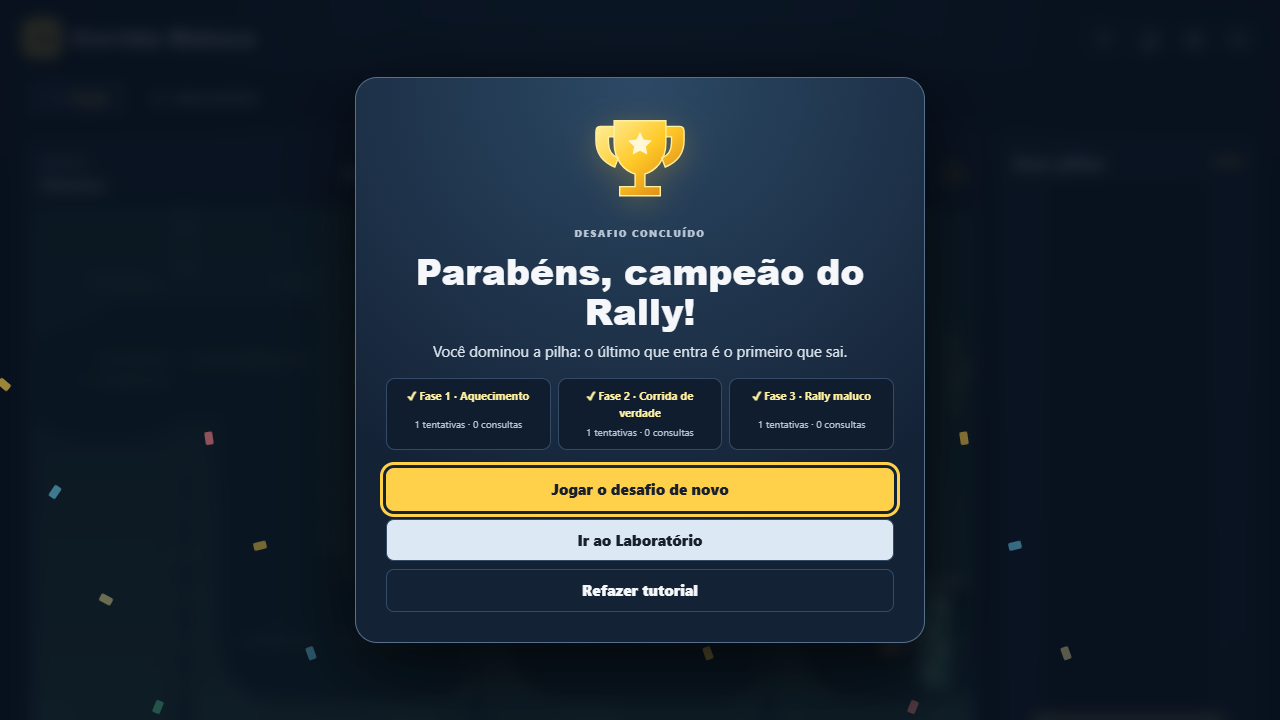 DESAFIO CONCLUÍDO
Parabéns, campeão do
Rally!
Você dominou a pilha: o último que entra é o primeiro que sai.
✓ Fase 1 · Aquecimento
1 tentativas · 0 consultas
✓ Fase 2 · Corrida de
verdade
1 tentativas · 0 consultas
✓ Fase 3 · Rally maluco
1 tentativas · 0 consultas
Jogar o desafio de novo
Ir ao Laboratório
Refazer tutorial